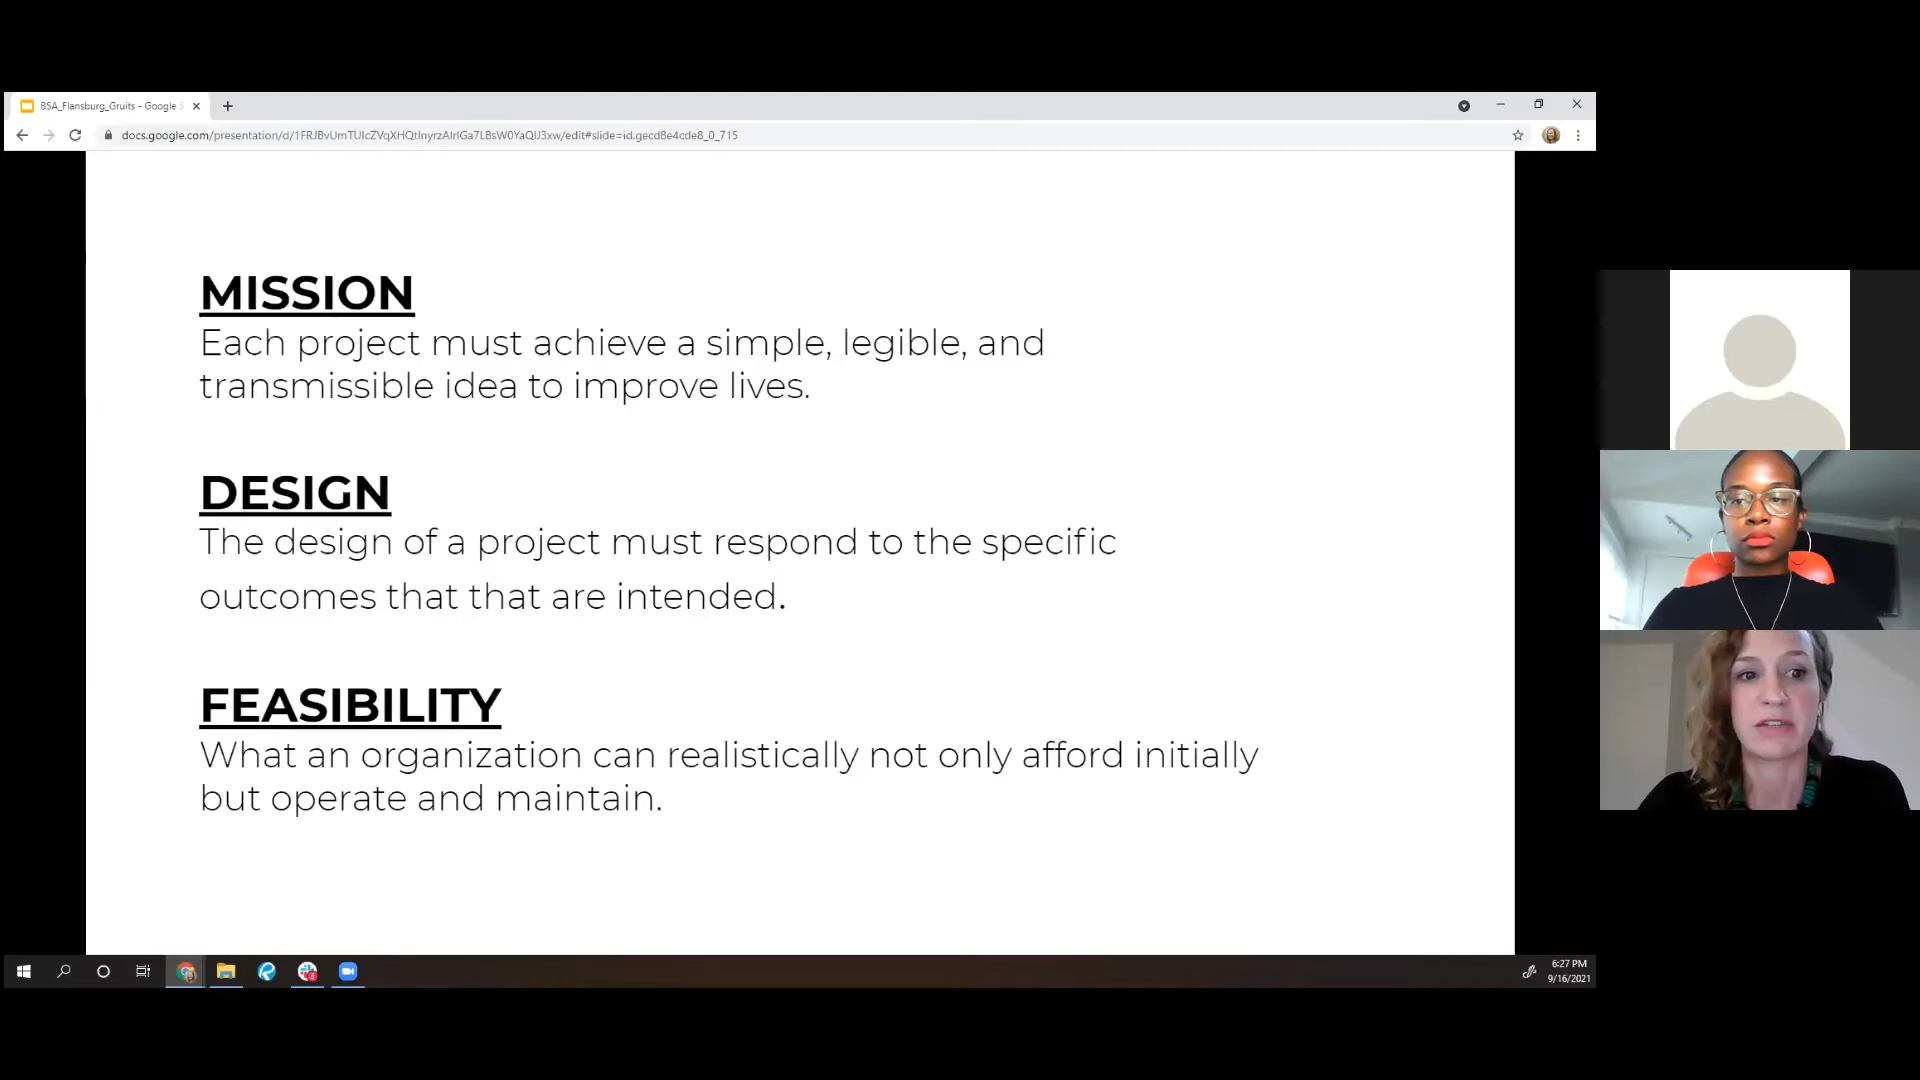 BSA_Flansburg_Gruits - Google S
docs.google.com/presentation/d/1FRJBvUmTUIcZVqXHQtInyrzAIrIGa7LBsW0YaQlJ3xw/edit#slide=id.gecd8e4cde8_0_715
MISSION
Each project must achieve a simple, legible, and
transmissible idea to improve lives.
DESIGN
The design of a project must respond to the specific
outcomes that that are intended.
FEASIBILITY
What an organization can realistically not only afford initially
but operate and maintain.
6:27 PM
9/16/2021